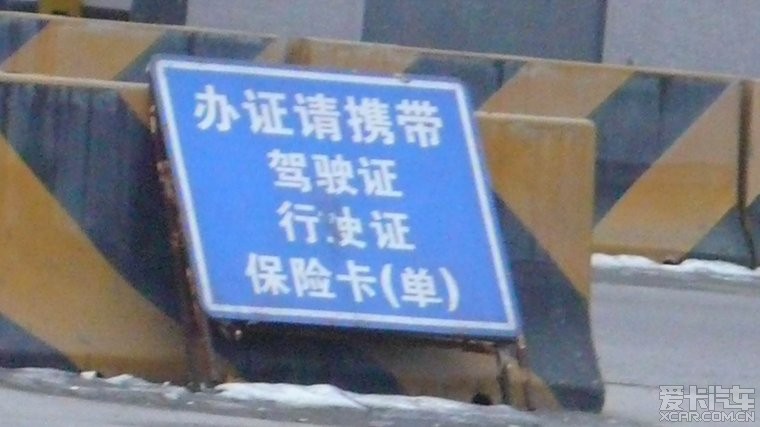 办证请携带
驾驶证
行驶证
保险卡(单)
爱卡汽车
XCAR.COM.CN